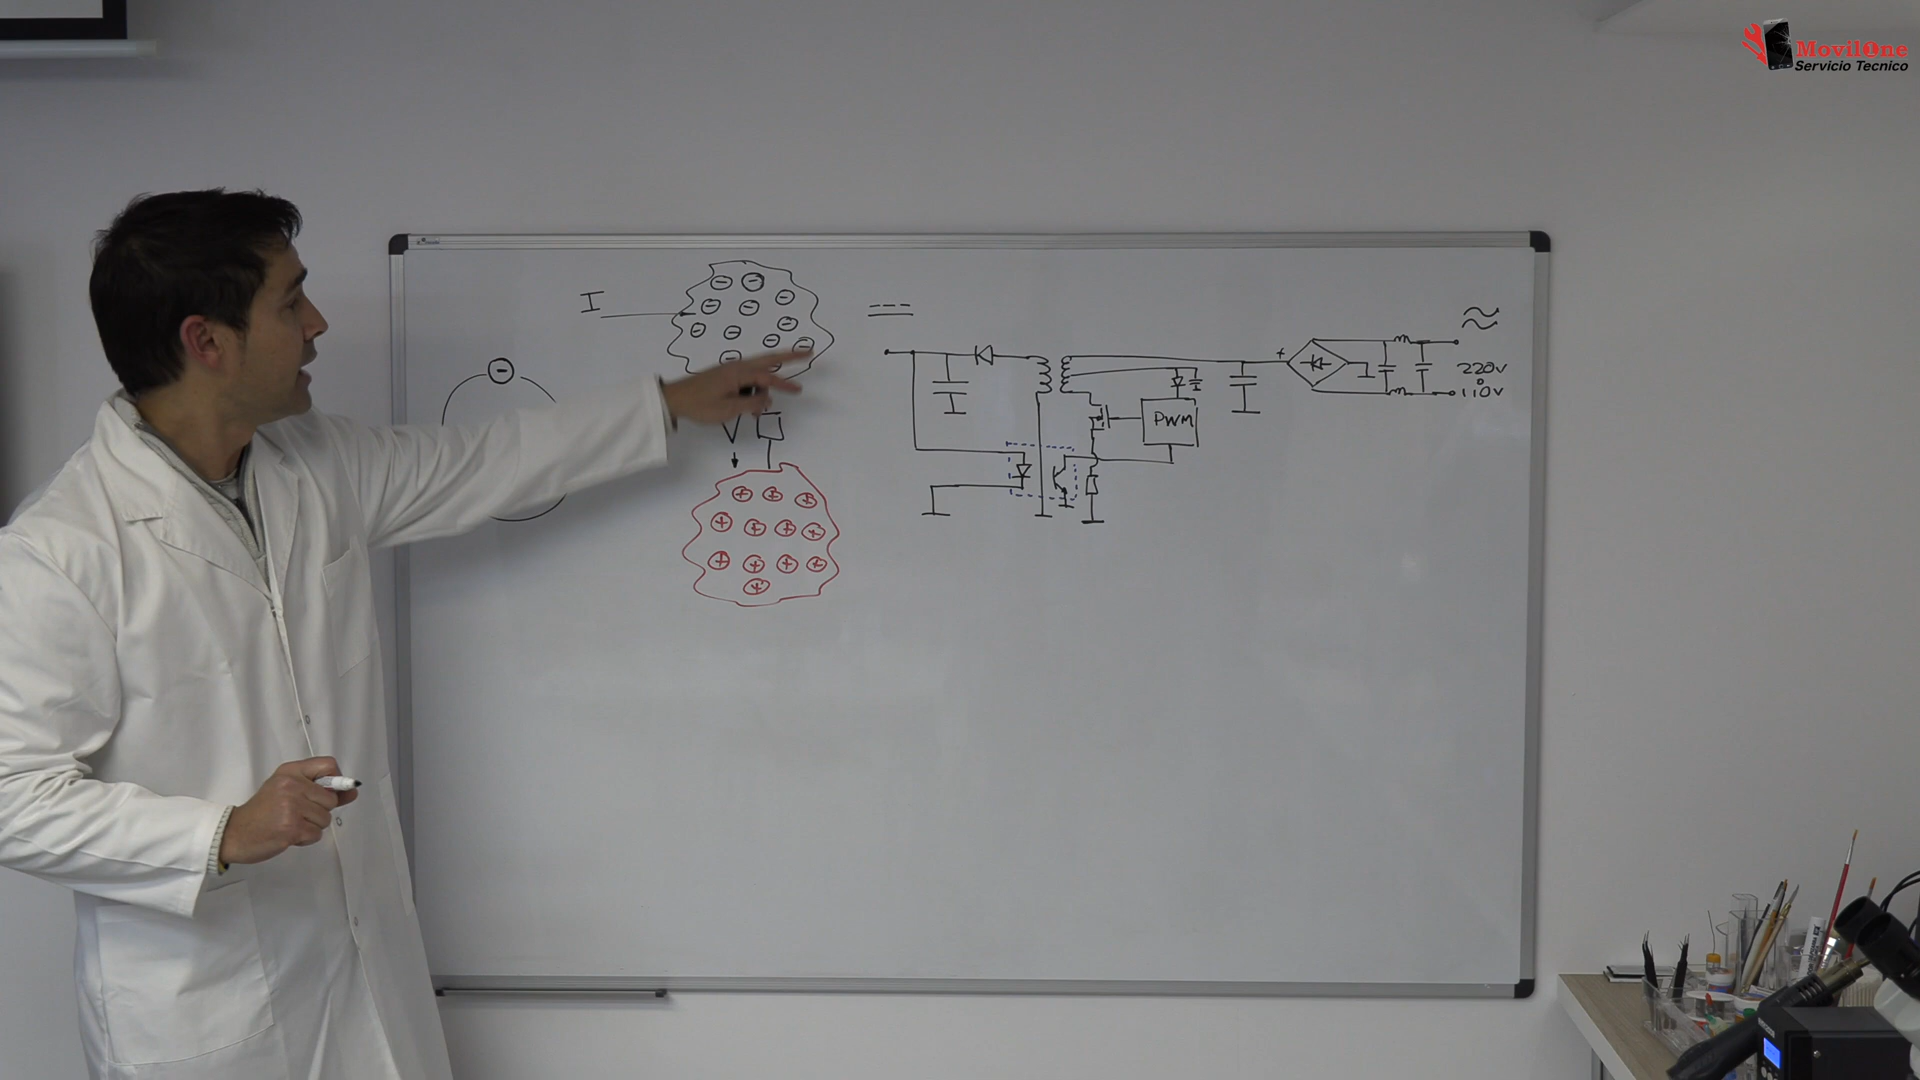 MovilOne
Servicio Tecnico
I
220V
o
110V
+
PWM
V